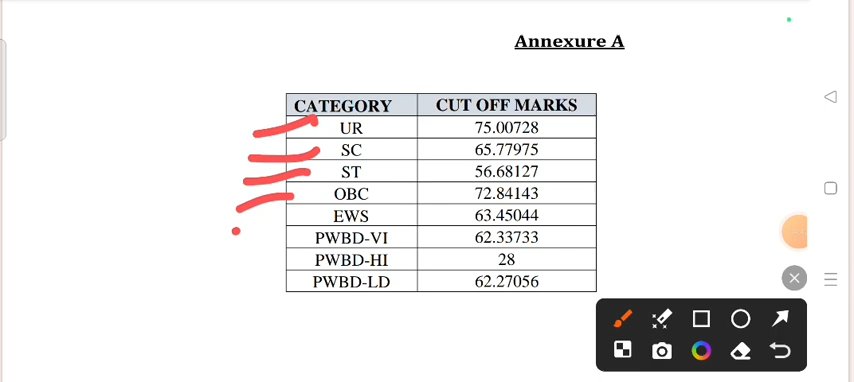 Annexure A
CATEGORY CUT OFF MARKS
UR 75.00728
SC 65.77975
ST 56.68127
OBC 72.84143
EWS 63.45044
PWBD-VI 62.33733
PWBD-HI 28
PWBD-LD 62.27056